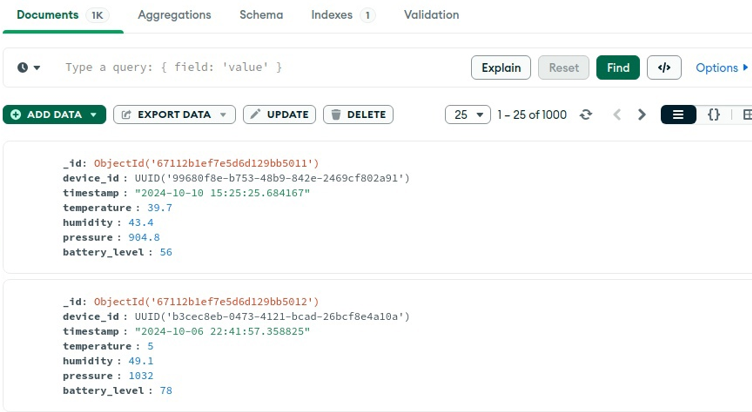 Documents 1K Aggregations Schema Indexes 1 Validation
Type a query: { field: 'value' } Explain Reset Find </> Options
ADD DATA EXPORT DATA UPDATE DELETE 25 1 – 25 of 1000 {}
_id: ObjectId('67112b1ef7e5d6d129bb5011')
device_id : UUID('99680f8e-b753-48b9-842e-2469cf802a91')
timestamp : "2024-10-10 15:25:25.684167"
temperature : 39.7
humidity : 43.4
pressure : 904.8
battery_level : 56
_id: ObjectId('67112b1ef7e5d6d129bb5012')
device_id : UUID('b3cec8eb-0473-4121-bcad-26bcf8e4a10a')
timestamp : "2024-10-06 22:41:57.358825"
temperature : 5
humidity : 49.1
pressure : 1032
battery_level : 78